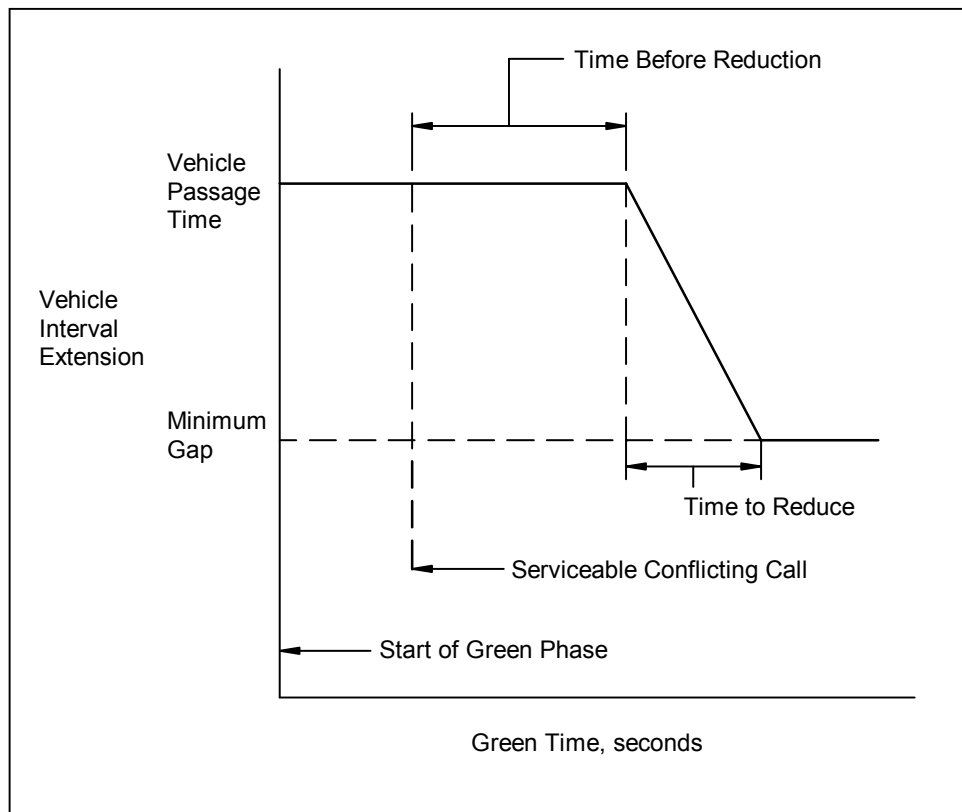 Time Before Reduction
Vehicle
Passage
Time
Vehicle
Interval
Extension
Minimum
Gap
Time to Reduce
Serviceable Conflicting Call
Start of Green Phase
Green Time, seconds